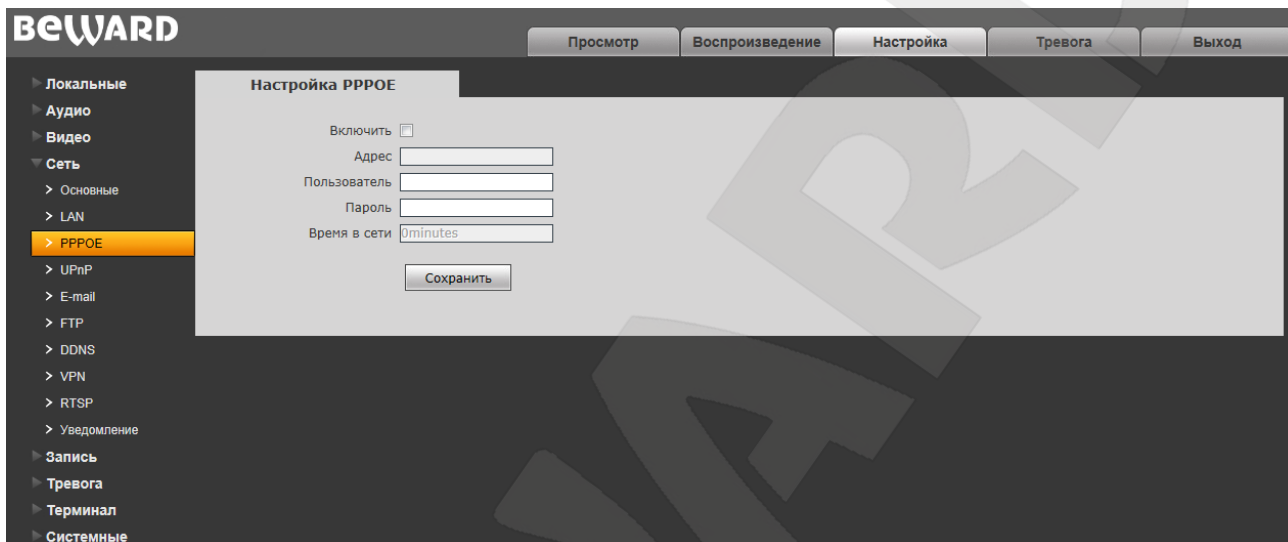 BEWARD
Просмотр Воспроизведение Настройка Тревога Выход
Локальные
Аудио
Видео
Сеть
Основные
LAN
PPPOE
UPnP
E-mail
FTP
DDNS
VPN
RTSP
Уведомление
Запись
Тревога
Терминал
Системные
Настройка PPPOE
Включить
Адрес
Пользователь
Пароль
Время в сети 0minutes
Сохранить